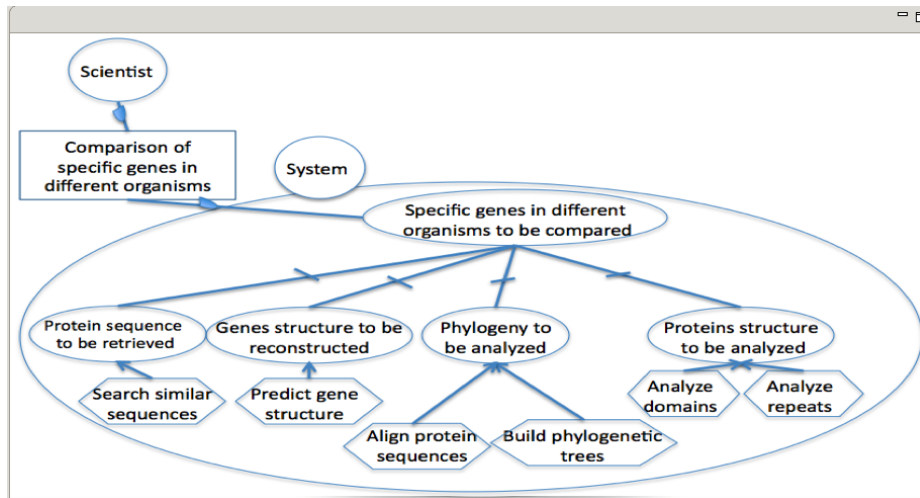 Scientist
Comparison of
specific genes in
different organisms
System
Specific genes in different
organisms to be compared
Protein sequence
to be retrieved
Genes structure to be
reconstructed
Phylogeny to
be analyzed
Proteins structure
to be analyzed
Search similar
sequences
Predict gene
structure
Align protein
sequences
Build phylogenetic
trees
Analyze
domains
Analyze
repeats